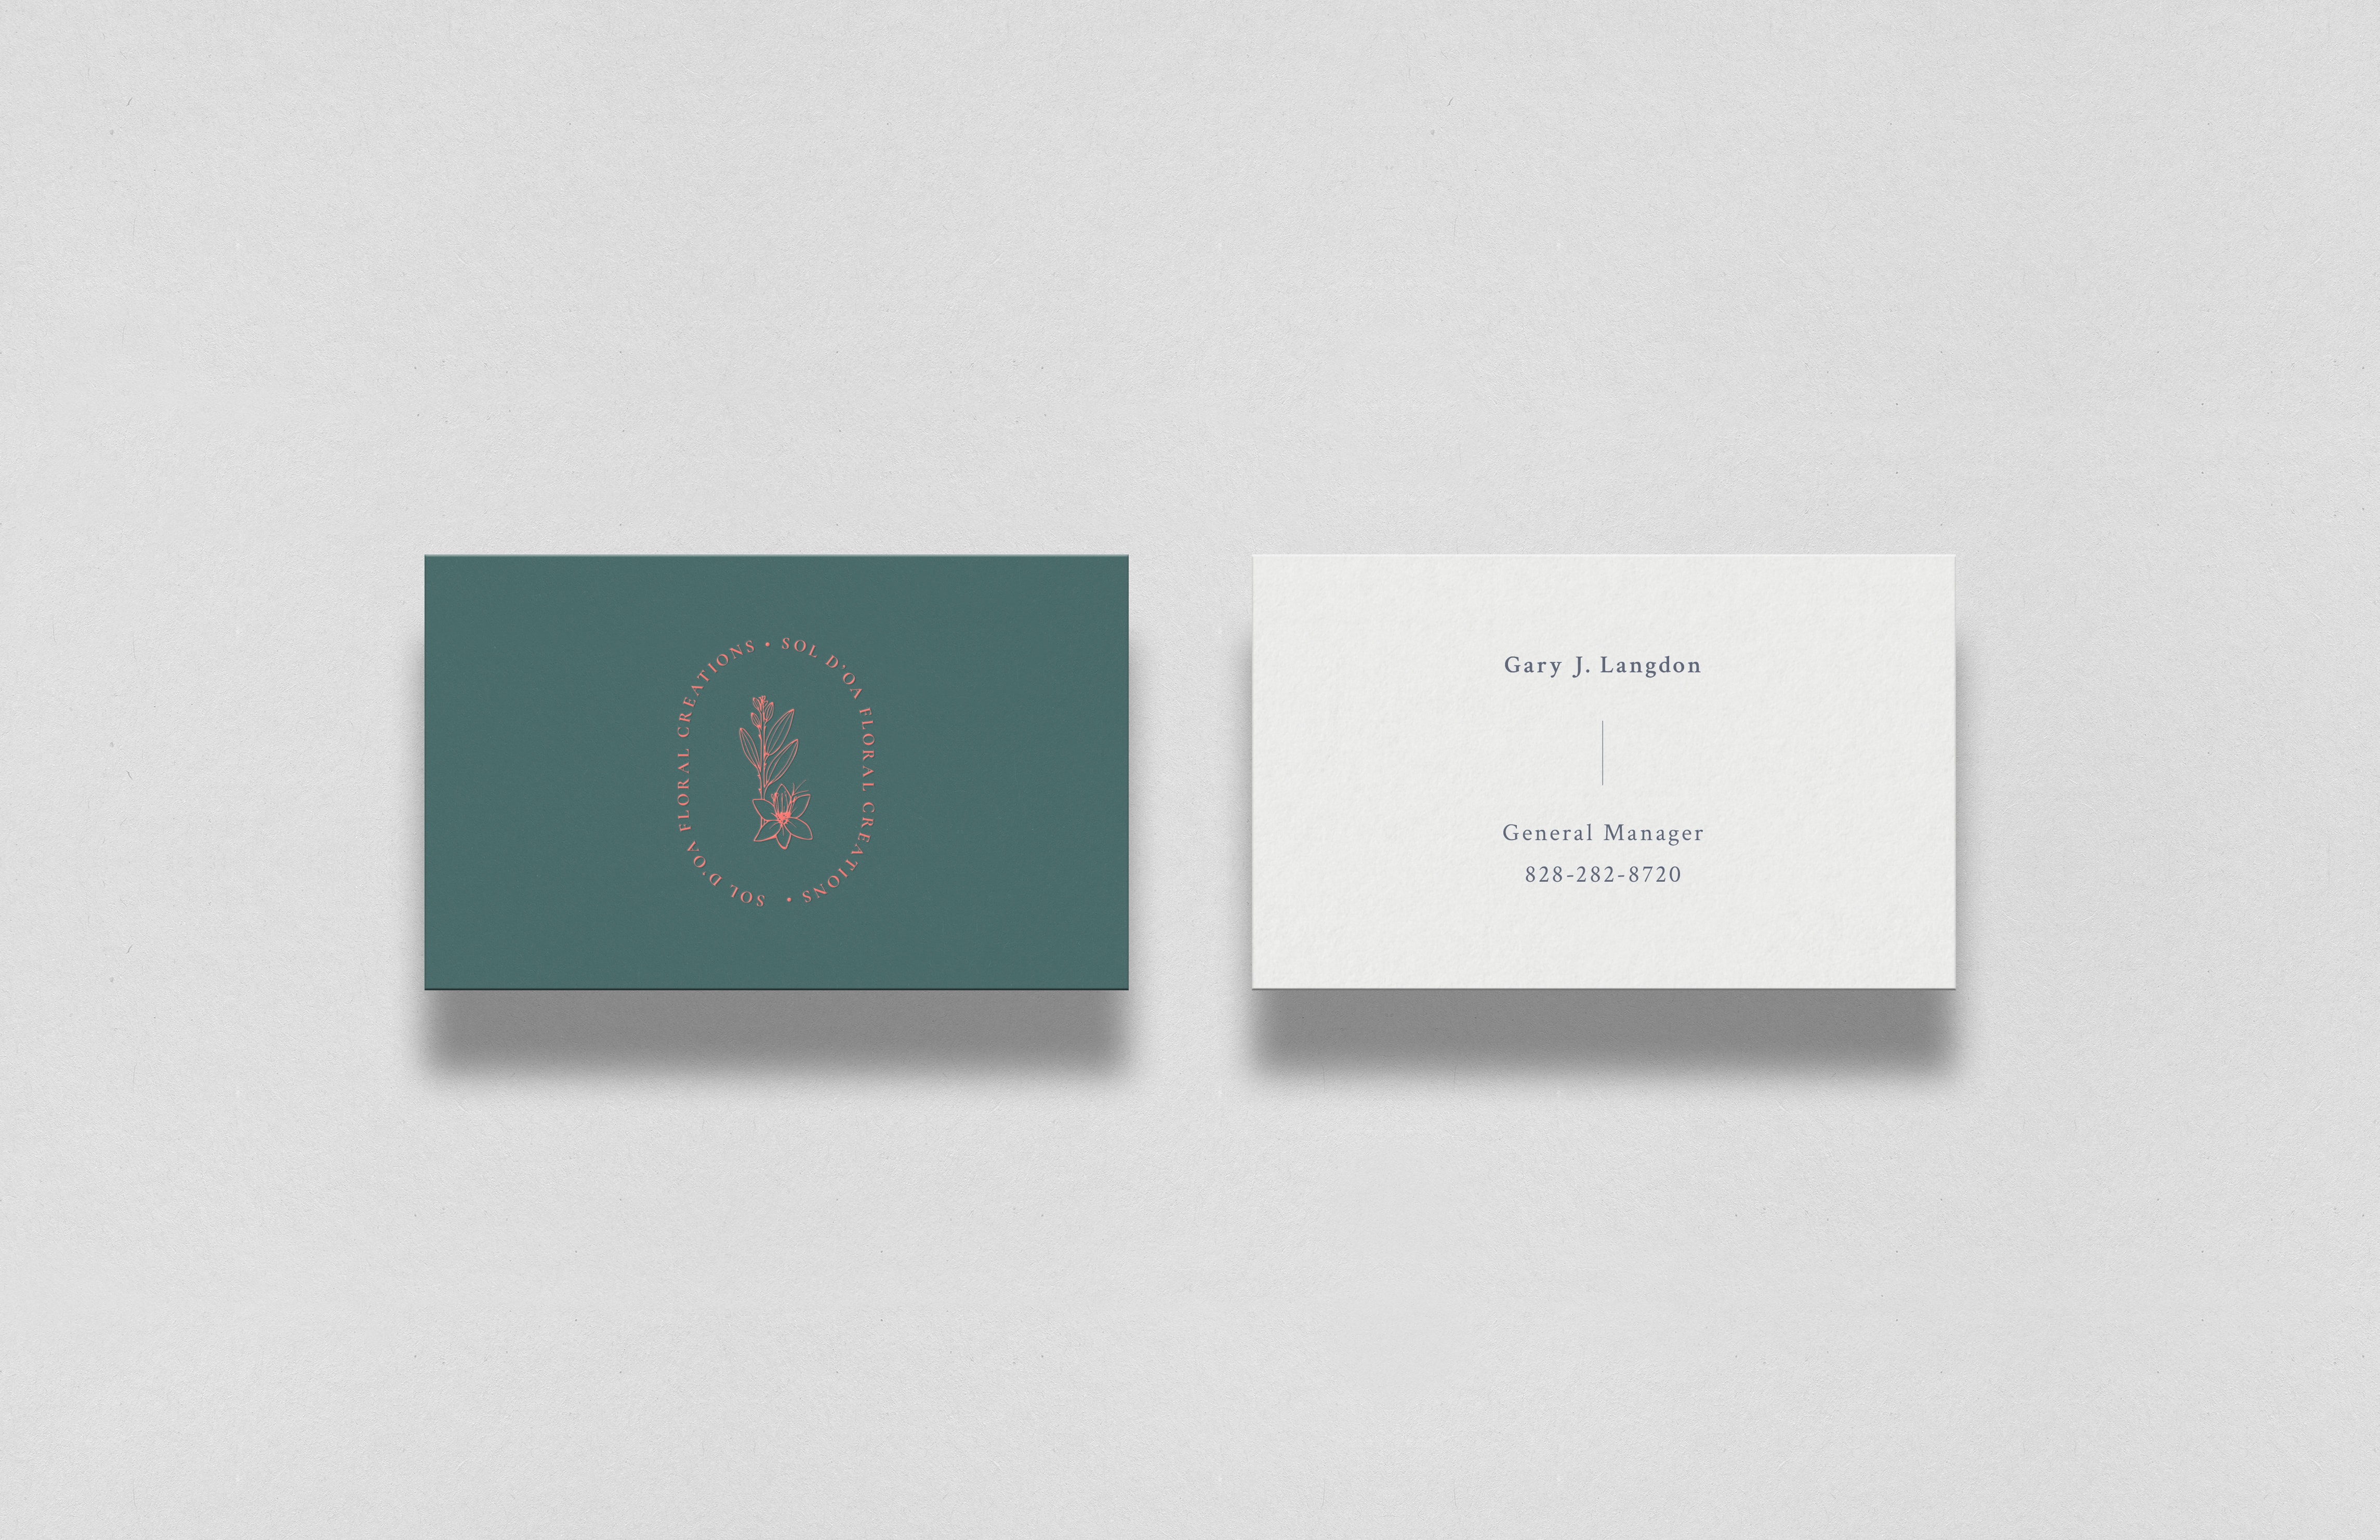 SOL D'OA FLORAL CREATIONS • SOL D'OA FLORAL CREATIONS •
Gary J. Langdon
General Manager
828-282-8720